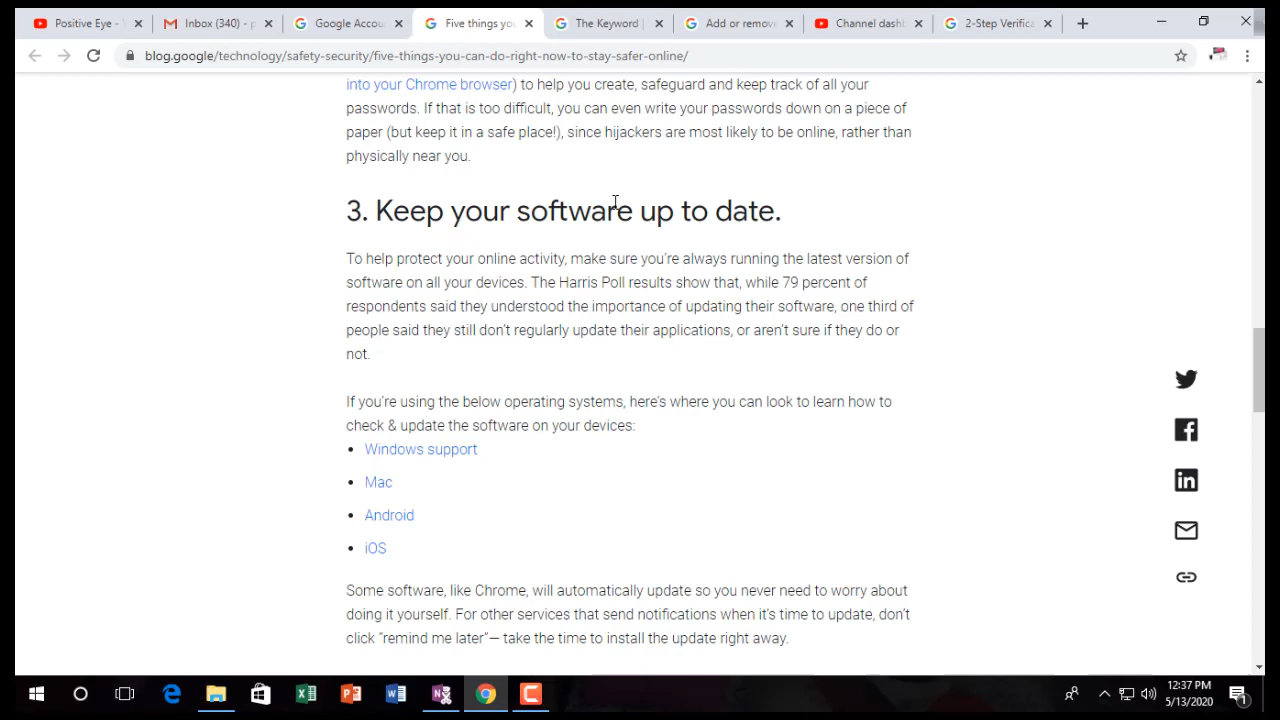 Positive Eye -
Inbox (340) - p
Google Accou
Five things you
The Keyword |
Add or remove
Channel dashb
2-Step Verifica
blog.google/technology/safety-security/five-things-you-can-do-right-now-to-stay-safer-online/
into your Chrome browser) to help you create, safeguard and keep track of all your
passwords. If that is too difficult, you can even write your passwords down on a piece of
paper (but keep it in a safe place!), since hijackers are most likely to be online, rather than
physically near you.
3. Keep your software up to date.
To help protect your online activity, make sure you’re always running the latest version of
software on all your devices. The Harris Poll results show that, while 79 percent of
respondents said they understood the importance of updating their software, one third of
people said they still don’t regularly update their applications, or aren’t sure if they do or
not.
If you’re using the below operating systems, here’s where you can look to learn how to
check & update the software on your devices:
• Windows support
• Mac
• Android
• iOS
Some software, like Chrome, will automatically update so you never need to worry about
doing it yourself. For other services that send notifications when it’s time to update, don’t
click “remind me later”— take the time to install the update right away.
12:37 PM
5/13/2020